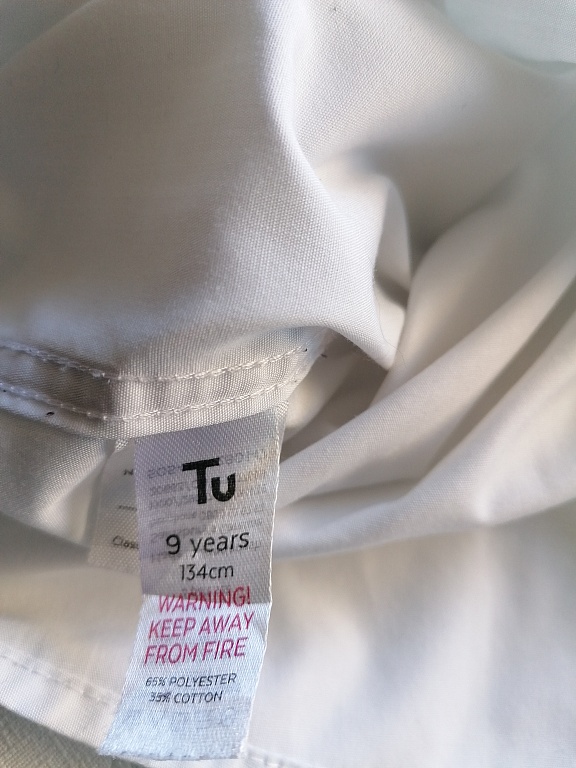 Tu
9 years
134cm
WARNING!
KEEP AWAY
FROM FIRE
65% POLYESTER
35% COTTON